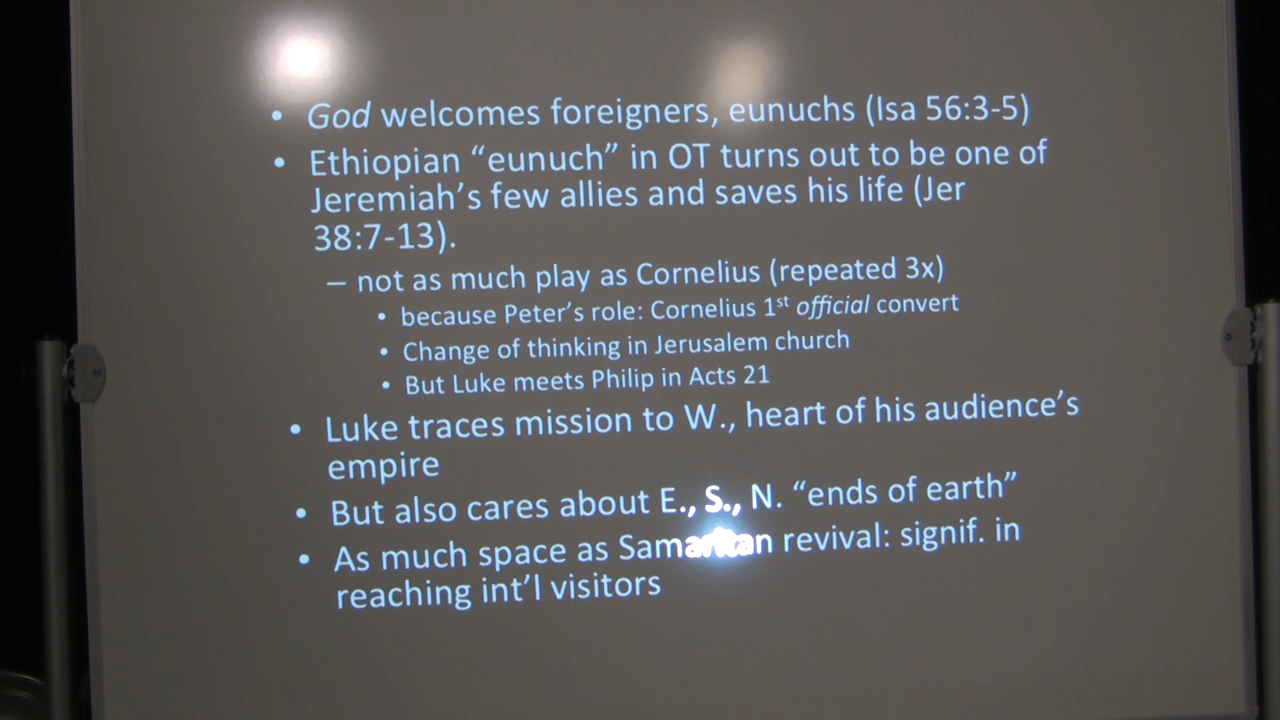 • God welcomes foreigners, eunuchs (Isa 56:3-5)
• Ethiopian “eunuch” in OT turns out to be one of
Jeremiah’s few allies and saves his life (Jer
38:7-13).
– not as much play as Cornelius (repeated 3x)
• because Peter’s role: Cornelius 1st official convert
• Change of thinking in Jerusalem church
• But Luke meets Philip in Acts 21
• Luke traces mission to W., heart of his audience’s
empire
• But also cares about E., S., N. “ends of earth”
• As much space as Samaritan revival: signif. in
reaching int’l visitors